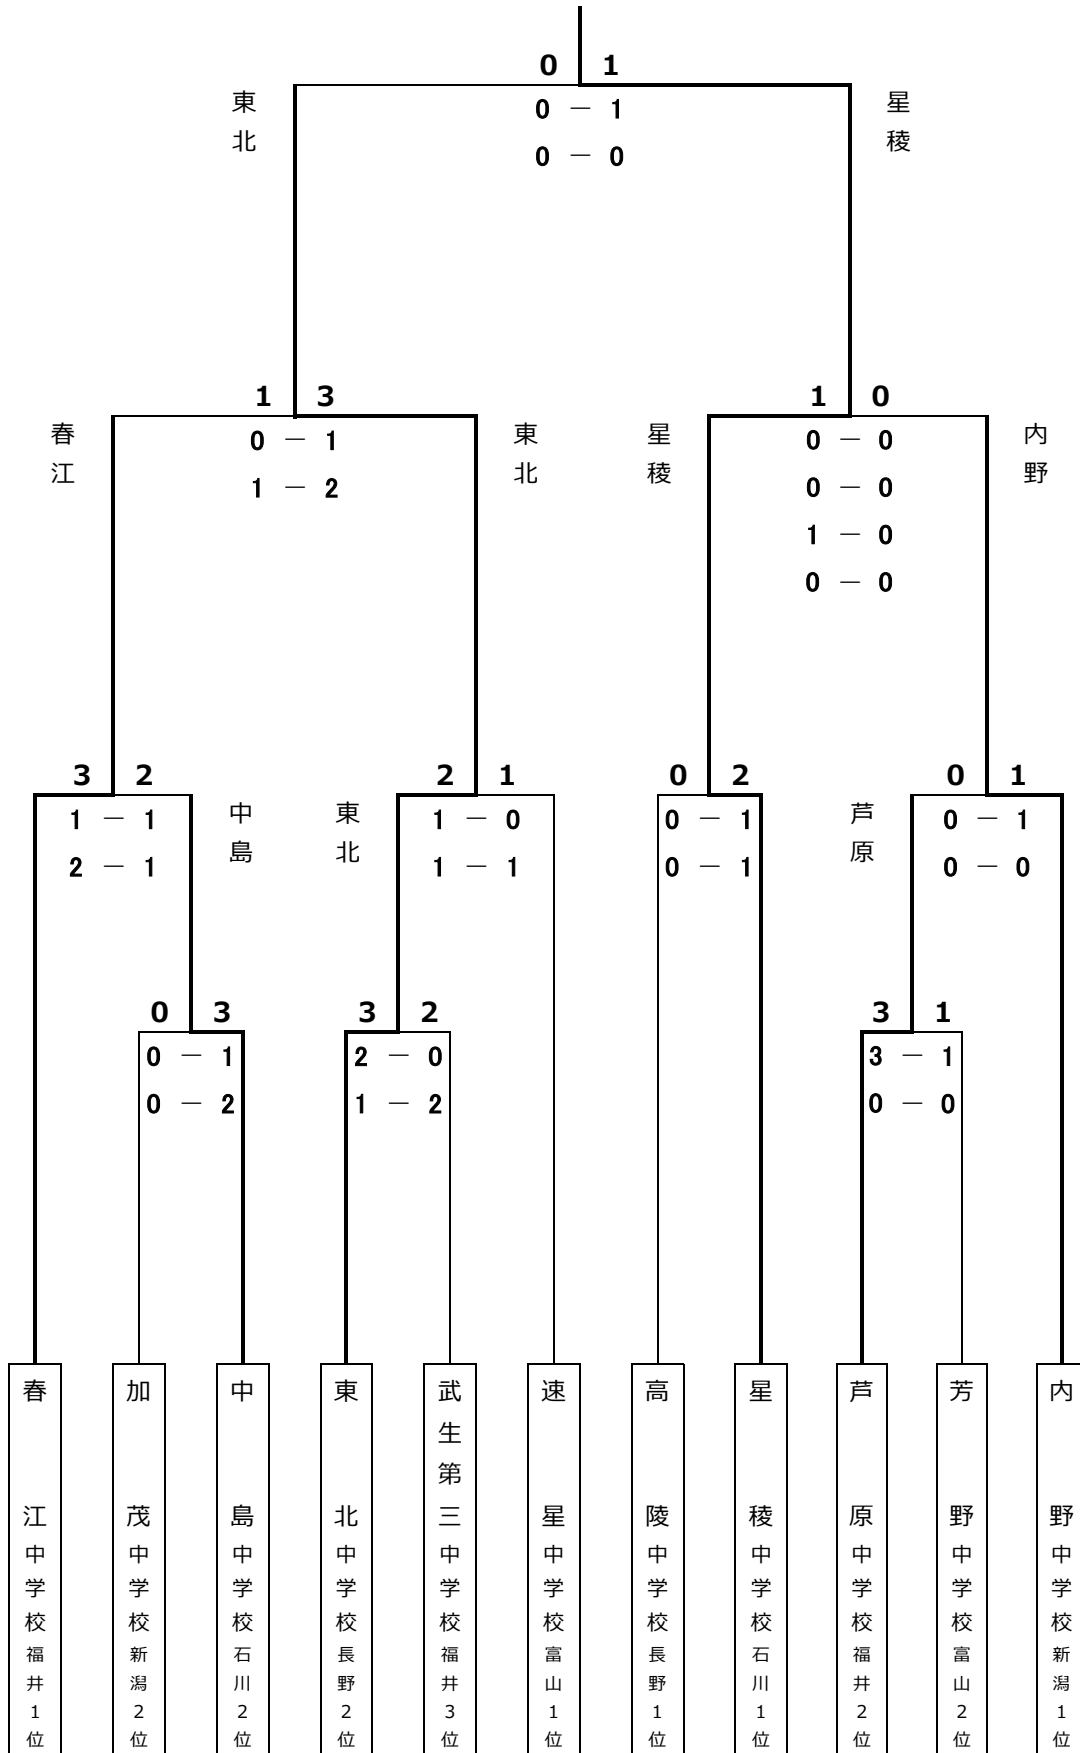 0 1
東北
0 － 1
星稜
0 － 0
1 3
1 0
春江
0 － 1
東北
星稜
0 － 0
内野
1 － 2
0 － 0
1 － 0
0 － 0
3 2
2 1
0 2
0 1
1 － 1
中島
東北
1 － 0
0 － 1
芦原
0 － 1
2 － 1
1 － 1
0 － 1
0 － 0
0 3
3 2
3 1
0 － 1
2 － 0
3 － 1
0 － 2
1 － 2
0 － 0
春江中学校福井1位
加茂中学校新潟2位
中島中学校石川2位
東北中学校長野2位
武生第三中学校福井3位
速星中学校富山1位
高陵中学校長野1位
星稜中学校石川1位
芦原中学校福井2位
芳野中学校富山2位
内野中学校新潟1位